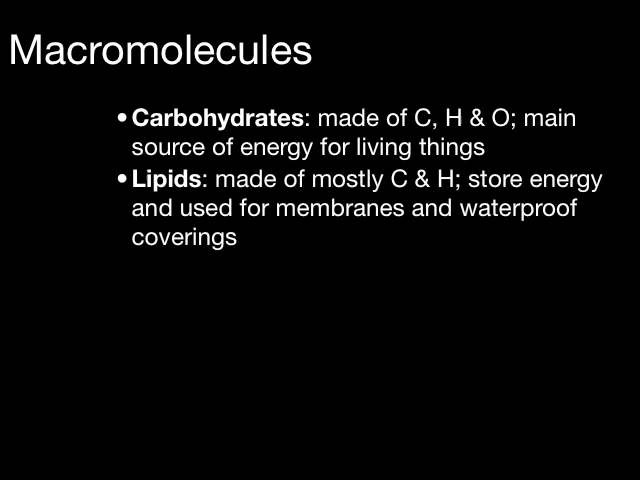 Macromolecules
•Carbohydrates: made of C, H & O; main
source of energy for living things
•Lipids: made of mostly C & H; store energy
and used for membranes and waterproof
coverings